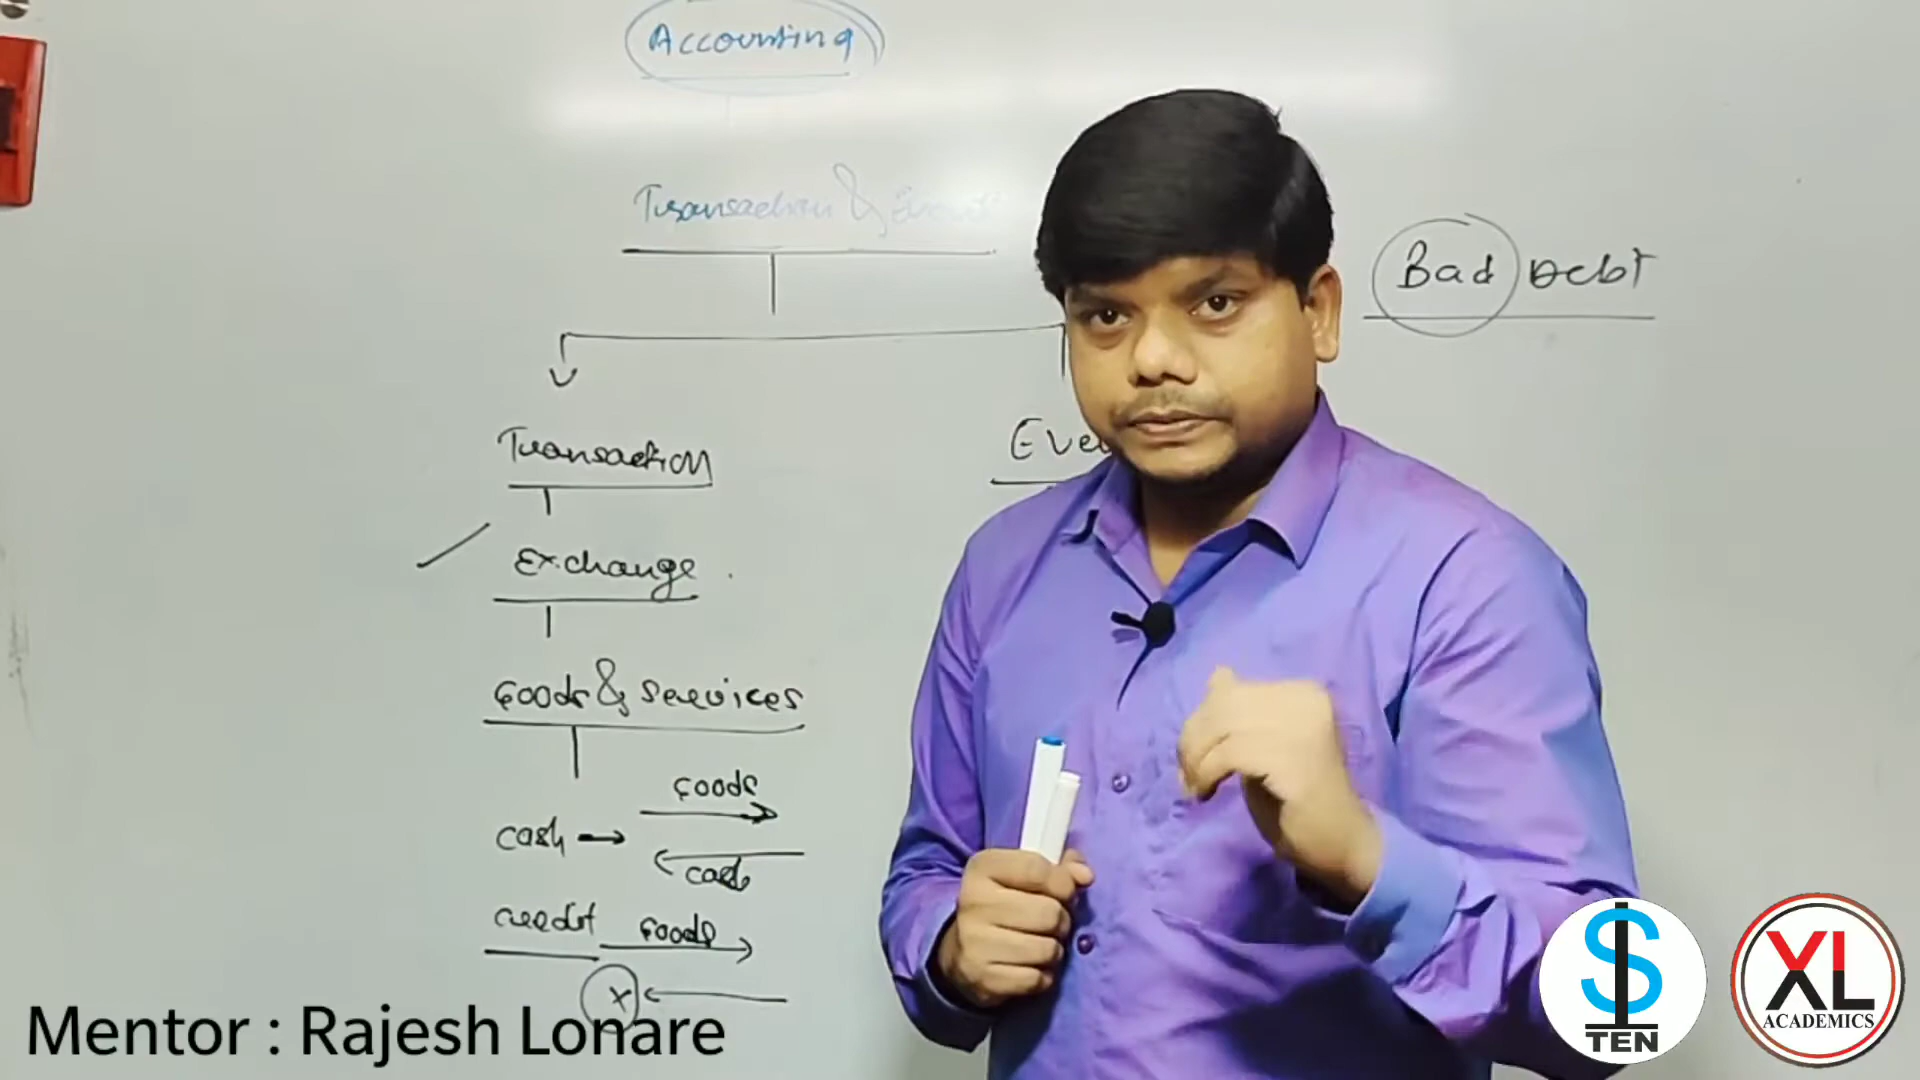 Accounting
Transaction & Event
Bad Debt
Transaction
Eve
Exchange
Goods & Services
Goods
cash
cash
credit Goods
x
Mentor : Rajesh Lonare
TEN
XL
ACADEMICS